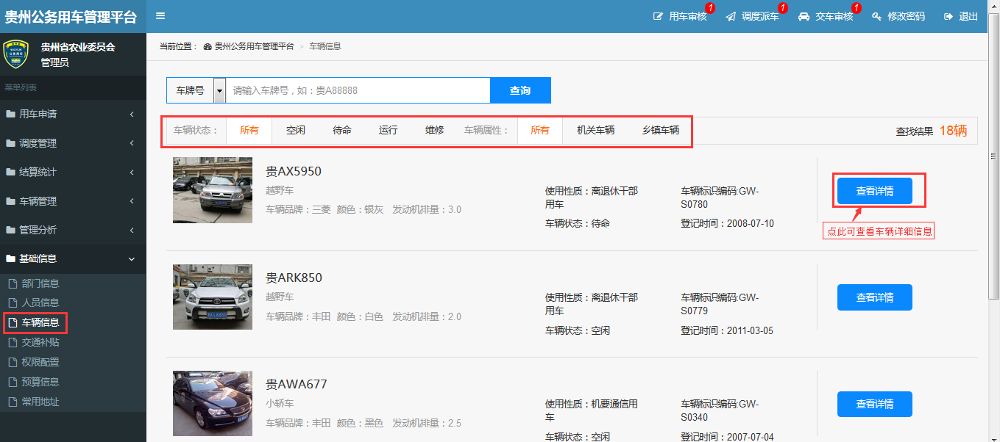 贵州公务用车管理平台
用车审核 1
调度派车 1
交车审核 1
修改密码
退出
贵州省农业委员会
管理员
菜单列表
用车申请
调度管理
结算统计
车辆管理
管理分析
基础信息
部门信息
人员信息
车辆信息
交通补贴
权限配置
预算信息
常用地址
当前位置： 贵州公务用车管理平台 > 车辆信息
车牌号 请输入车牌号，如：贵A88888 查询
车辆状态： 所有 空闲 待命 运行 维修 车辆属性： 所有 机关车辆 乡镇车辆 查找结果 18辆
贵AX5950
越野车
车辆品牌：三菱 颜色：银灰 发动机排量：3.0
使用性质：离退休干部
用车
车辆状态：待命
车辆标识编码:GW-
S0780
登记时间：2008-07-10
查看详情
点此可查看车辆详细信息
贵ARK850
越野车
车辆品牌：丰田 颜色：白色 发动机排量：2.0
使用性质：离退休干部
用车
车辆状态：空闲
车辆标识编码:GW-
S0779
登记时间：2011-03-05
查看详情
贵AWA677
小轿车
车辆品牌：丰田 颜色：黑色 发动机排量：2.5
使用性质：机要通信用
车
车辆状态：空闲
车辆标识编码:GW-
S0340
登记时间：2007-07-04
查看详情